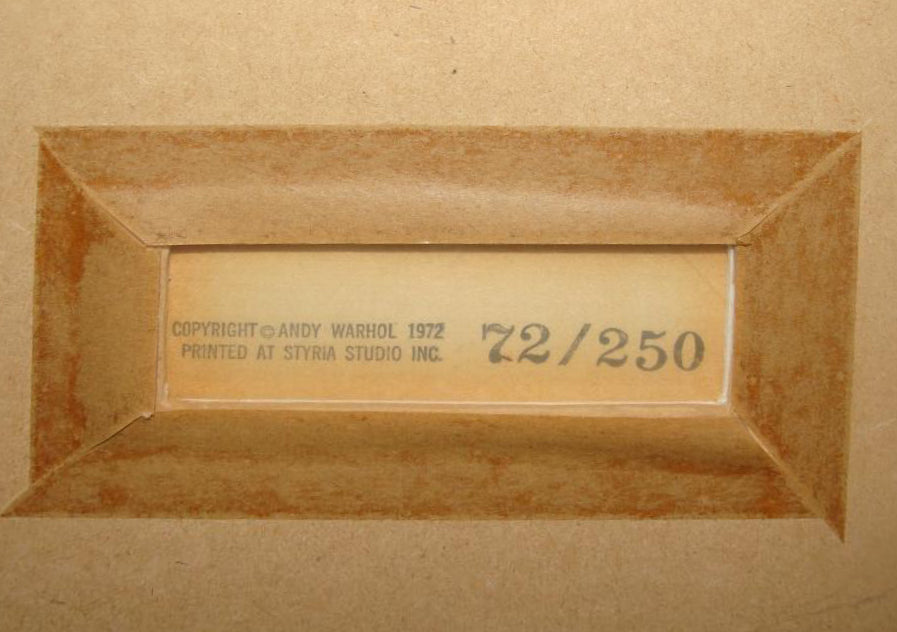 COPYRIGHT © ANDY WARHOL 1972
PRINTED AT STYRIA STUDIO INC.
72/250